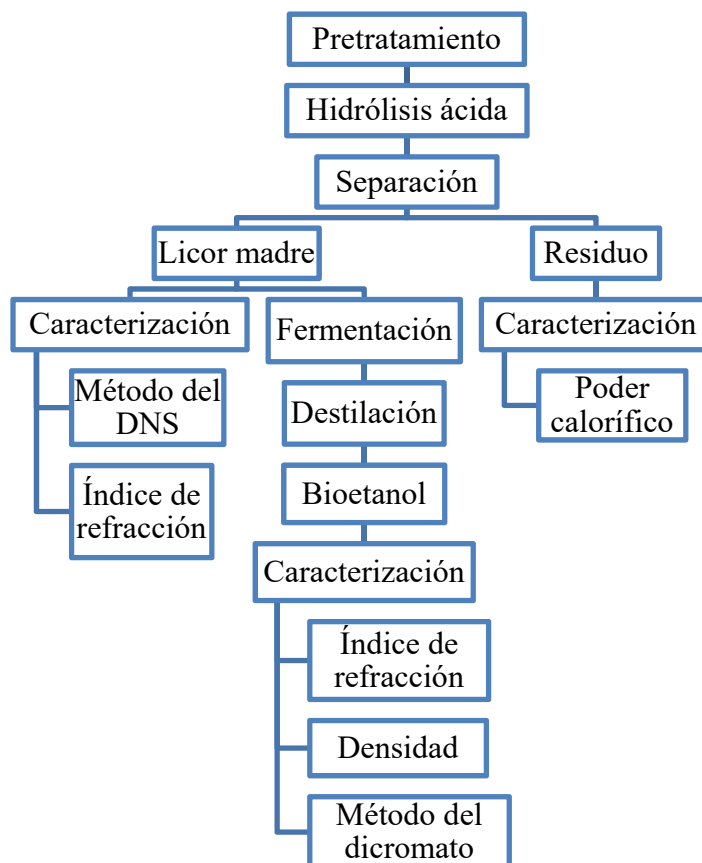 Pretratamiento
Hidrólisis ácida
Separación
Licor madre
Residuo
Caracterización
Fermentación
Caracterización
Método del
DNS
Destilación
Poder
calorífico
Índice de
refracción
Bioetanol
Caracterización
Índice de
refracción
Densidad
Método del
dicromato